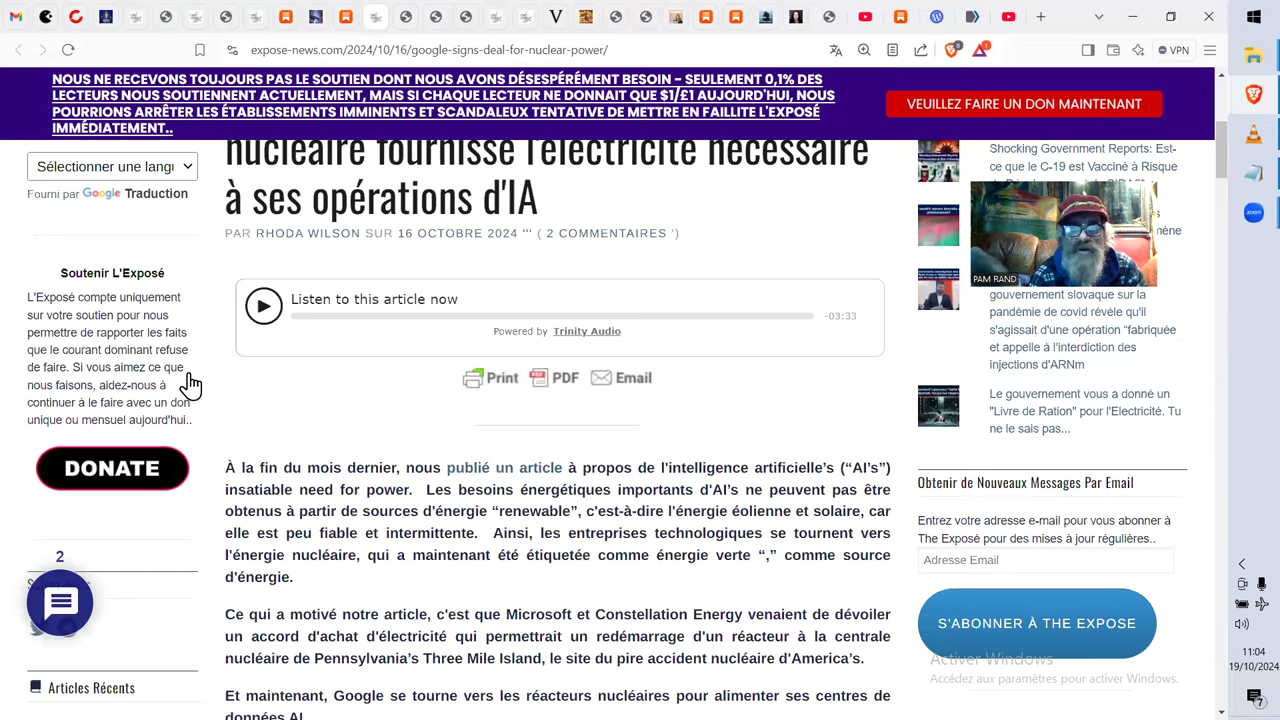 expose-news.com/2024/10/16/google-signs-deal-for-nuclear-power/
VPN
NOUS NE RECEVONS TOUJOURS PAS LE SOUTIEN DONT NOUS AVONS DÉSESPÉRÉMENT BESOIN - SEULEMENT 0,1% DES
LECTEURS NOUS SOUTIENNENT ACTUELLEMENT, MAIS SI CHAQUE LECTEUR NE DONNAIT QUE $1/£1 AUJOURD'HUI, NOUS
POURRIONS ARRÊTER LES ÉTABLISSEMENTS IMMINENTS ET SCANDALEUX TENTATIVE DE METTRE EN FAILLITE L'EXPOSÉ
IMMÉDIATEMENT..
VEUILLEZ FAIRE UN DON MAINTENANT
Sélectionner une langu
Fourni par Google Traduction
Soutenir L'Exposé
L'Exposé compte uniquement
sur votre soutien pour nous
permettre de rapporter les faits
que le courant dominant refuse
de faire. Si vous aimez ce que
nous faisons, aidez-nous à
continuer à le faire avec un don
unique ou mensuel aujourd'hui..
DONATE
2
Articles Récents
nucléaire fournisse l'électricité nécessaire
à ses opérations d'IA
PAR RHODA WILSON SUR 16 OCTOBRE 2024 ''' ( 2 COMMENTAIRES ')
Listen to this article now
-03:33
Powered by Trinity Audio
Print PDF Email
À la fin du mois dernier, nous publié un article à propos de l'intelligence artificielle’s (“AI’s”)
insatiable need for power. Les besoins énergétiques importants d'AI’s ne peuvent pas être
obtenus à partir de sources d'énergie “renewable”, c'est-à-dire l'énergie éolienne et solaire, car
elle est peu fiable et intermittente. Ainsi, les entreprises technologiques se tournent vers
l'énergie nucléaire, qui a maintenant été étiquetée comme énergie verte “,” comme source
d'énergie.
Ce qui a motivé notre article, c'est que Microsoft et Constellation Energy venaient de dévoiler
un accord d'achat d'électricité qui permettrait un redémarrage d'un réacteur à la centrale
nucléaire de Pennsylvania’s Three Mile Island, le site du pire accident nucléaire d'America’s.
Et maintenant, Google se tourne vers les réacteurs nucléaires pour alimenter ses centres de
données AI.
Shocking Government Reports: Est-
ce que le C-19 est Vacciné à Risque
PAM RAND
gouvernement slovaque sur la
pandémie de covid révèle qu'il
s'agissait d'une opération “fabriquée
et appelle à l'interdiction des
injections d'ARNm
Le gouvernement vous a donné un
"Livre de Ration" pour l'Electricité. Tu
ne le sais pas...
Obtenir de Nouveaux Messages Par Email
Entrez votre adresse e-mail pour vous abonner à
The Exposé pour des mises à jour régulières..
Adresse Email
S'ABONNER À THE EXPOSE
Activer Windows
Accédez aux paramètres pour activer Windows.
zoom
11:04
19/10/2024
7